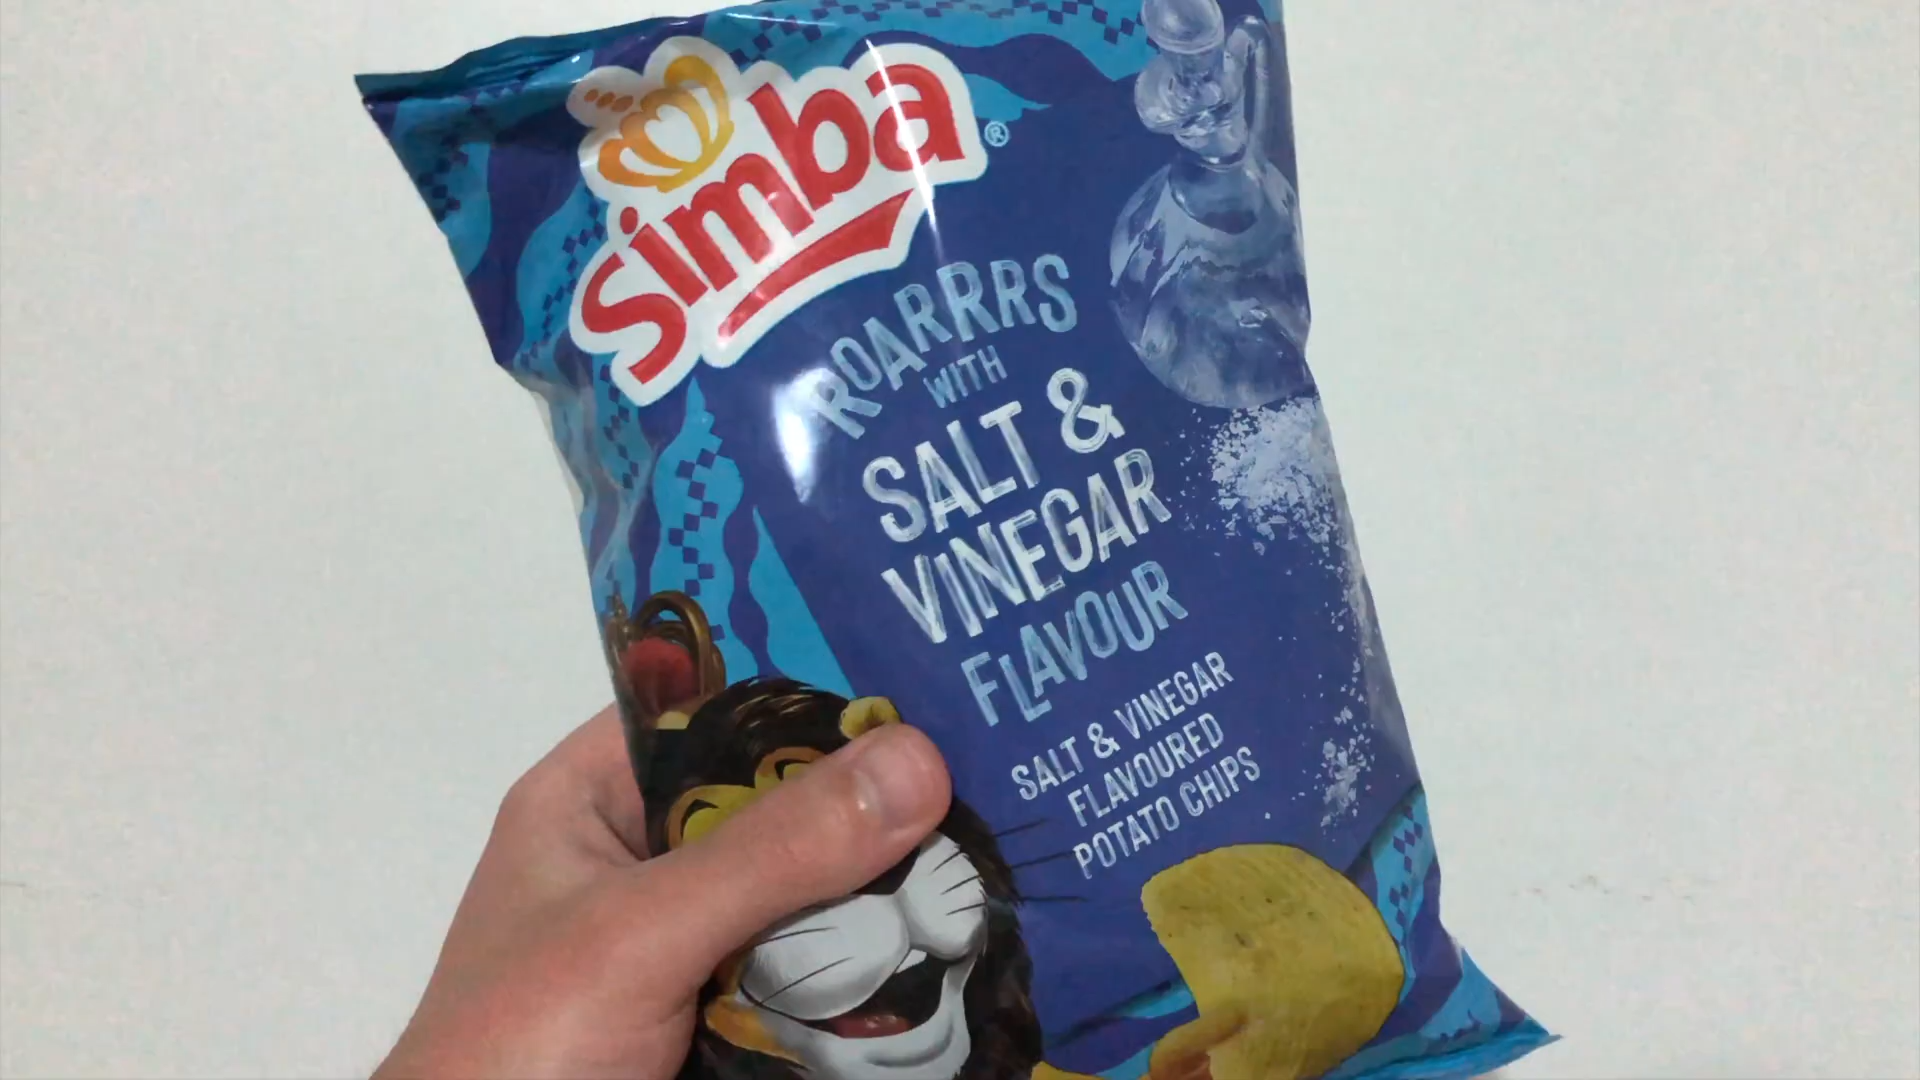 Simba®
ROARRRS
WITH
SALT &
VINEGAR
FLAVOUR
SALT & VINEGAR
FLAVOURED
POTATO CHIPS